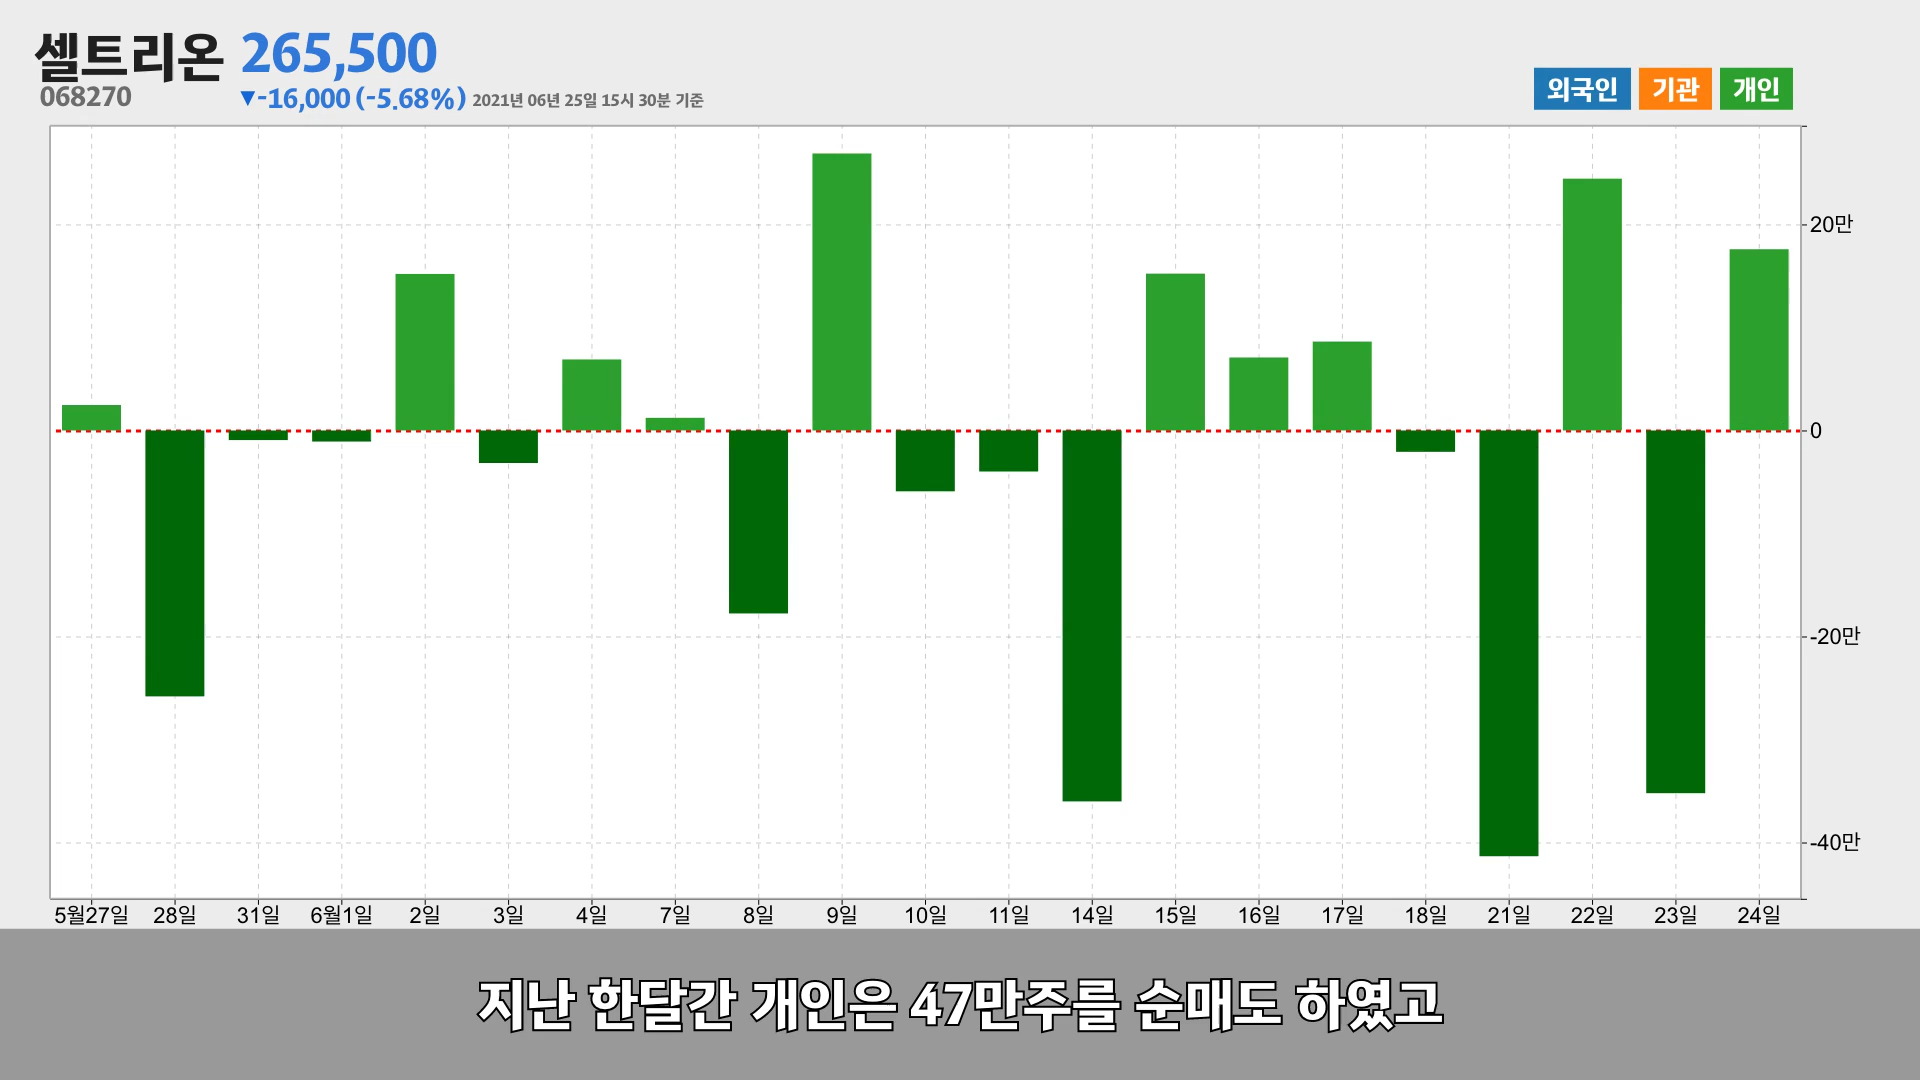 셀트리온 265,500
068270 ▼-16,000 (-5.68%) 2021년 06년 25일 15시 30분 기준
외국인 기관 개인
20만
0
-20만
-40만
5월27일 28일 31일 6월1일 2일 3일 4일 7일 8일 9일 10일 11일 14일 15일 16일 17일 18일 21일 22일 23일 24일
지난 한달간 개인은 47만주를 순매도 하였고